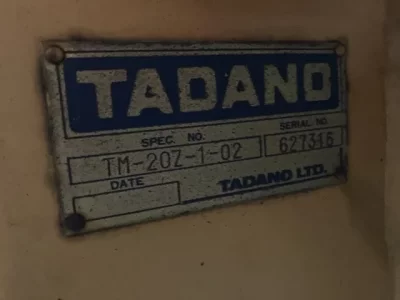 TADANO
SPEC. NO. SERIAL NO.
TM-20Z-1-02 627316
DATE
TADANO LTD.